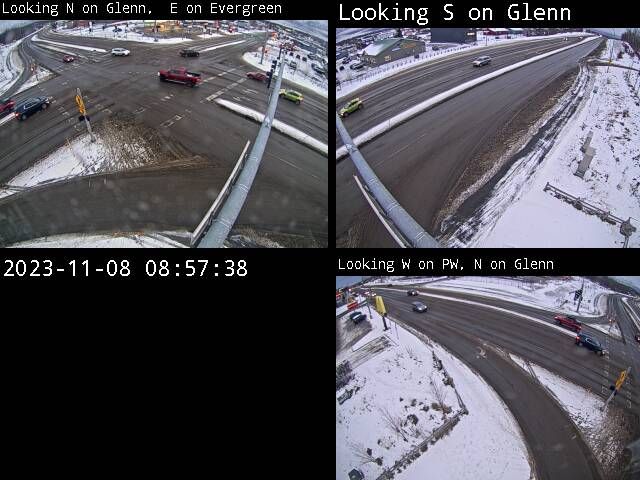 Looking N on Glenn,  E on Evergreen
Looking S on Glenn
2023-11-08 08:57:38
Looking W on PW, N on Glenn